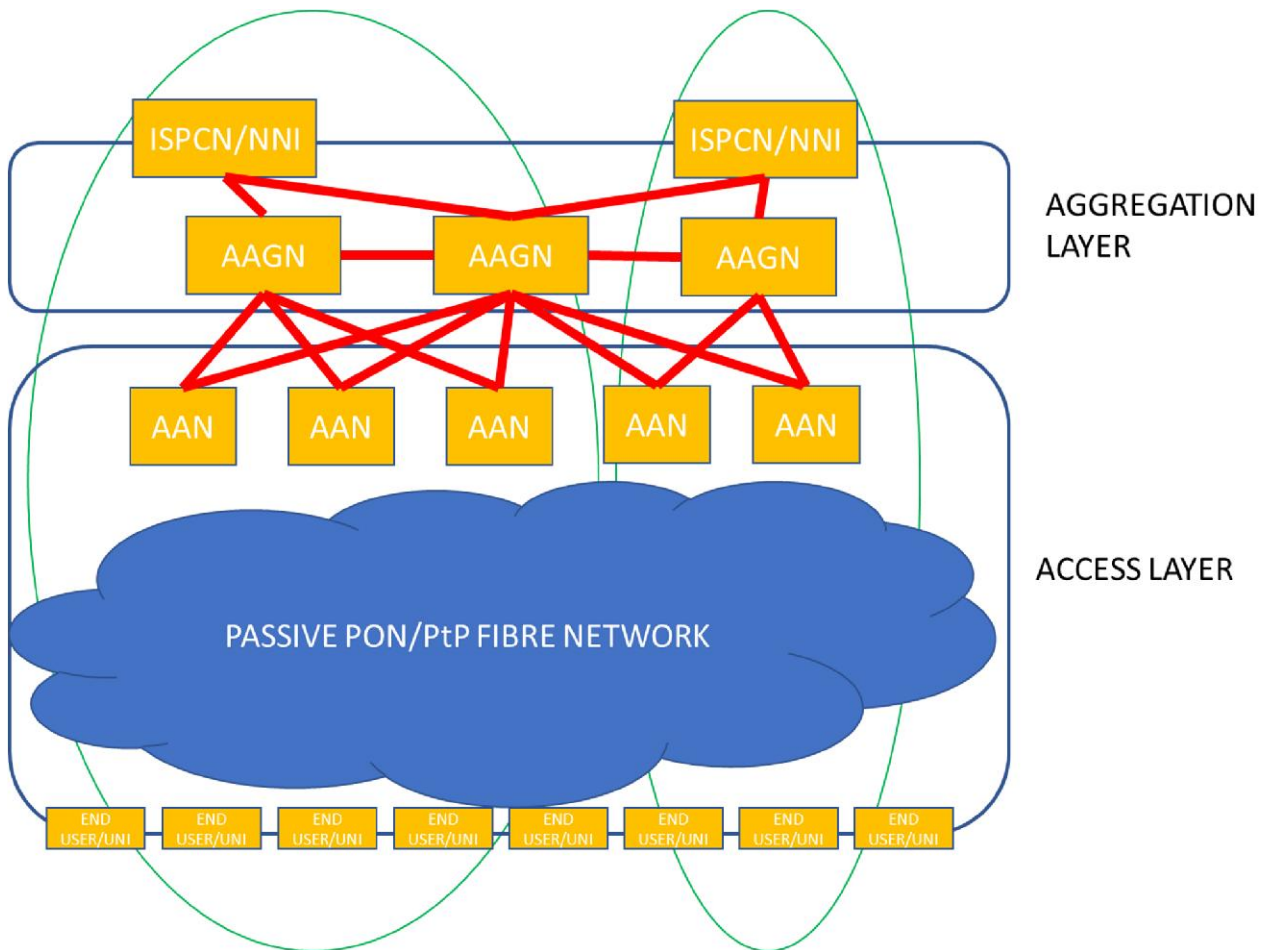 ISPCN/NNI
ISPCN/NNI
AGGREGATION
LAYER
AAGN
AAGN
AAGN
AAN
AAN
AAN
AAN
AAN
ACCESS LAYER
PASSIVE PON/PtP FIBRE NETWORK
END
USER/UNI
END
USER/UNI
END
USER/UNI
END
USER/UNI
END
USER/UNI
END
USER/UNI
END
USER/UNI
END
USER/UNI